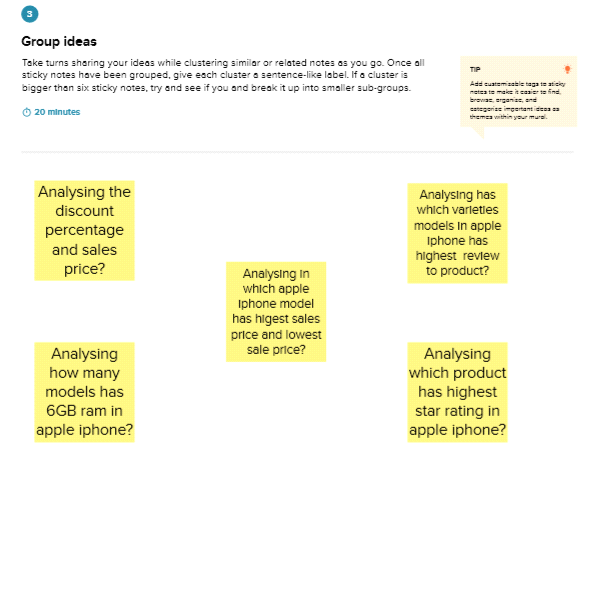 3
Group ideas
Take turns sharing your ideas while clustering similar or related notes as you go. Once all
sticky notes have been grouped, give each cluster a sentence-like label. If a cluster is
bigger than six sticky notes, try and see if you and break it up into smaller sub-groups.
20 minutes
TIP
Add customizable tags to sticky
notes to make it easier to find,
browse, organize, and
categorize important ideas as
themes within your mural.
Analysing the
discount
percentage
and sales
price?
Analysing has
which varieties
models in apple
iphone has
highest review
to product?
Analysing in
which apple
iphone model
has higest sales
price and lowest
sale price?
Analysing
how many
models has
6GB ram in
apple iphone?
Analysing
which product
has highest
star rating in
apple iphone?